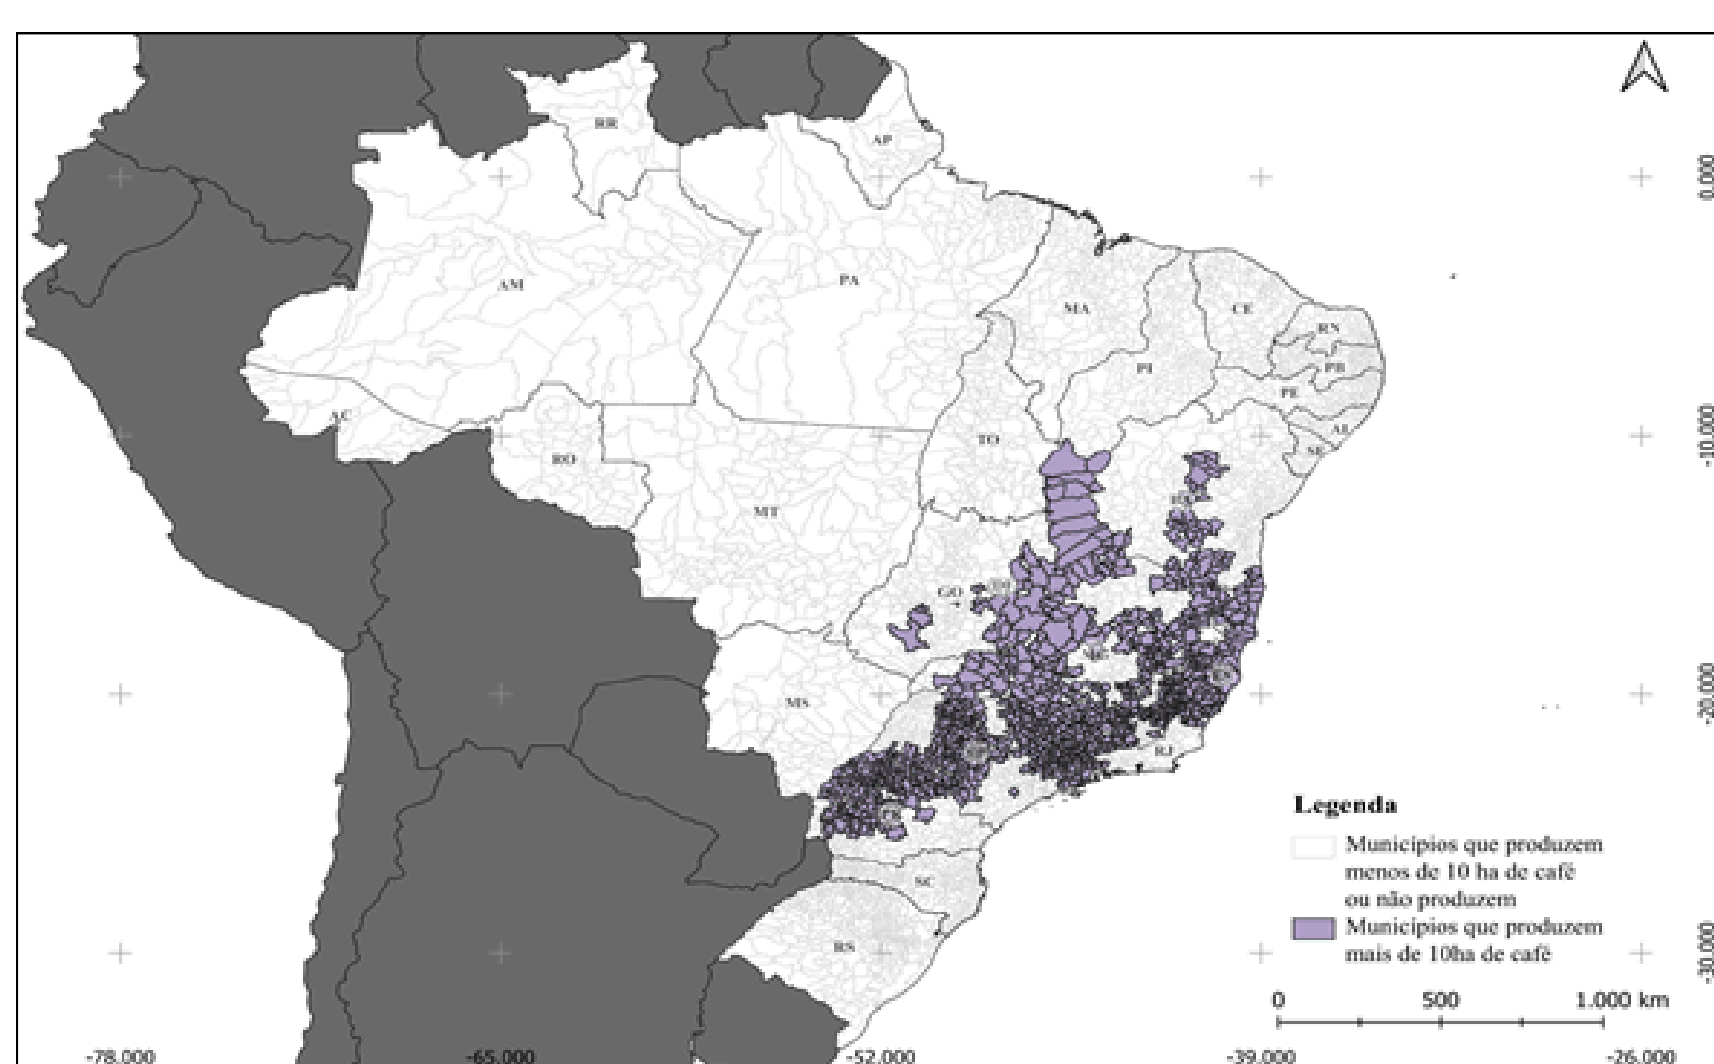 RR
AP
0.000
AM
PA
MA
CE
RN
PI
PB
PE
AC
AL
TO
SE
-10.000
RO
BA
MT
GO
DF
MG
ES
MS
-20.000
SP
RJ
Legenda
PR
Municípios que produzem
menos de 10 ha de café
ou não produzem
SC
Municípios que produzem
mais de 10ha de café
RS
-30.000
0 500 1.000 km
-78.000 -65.000 -52.000 -39.000 -26.000